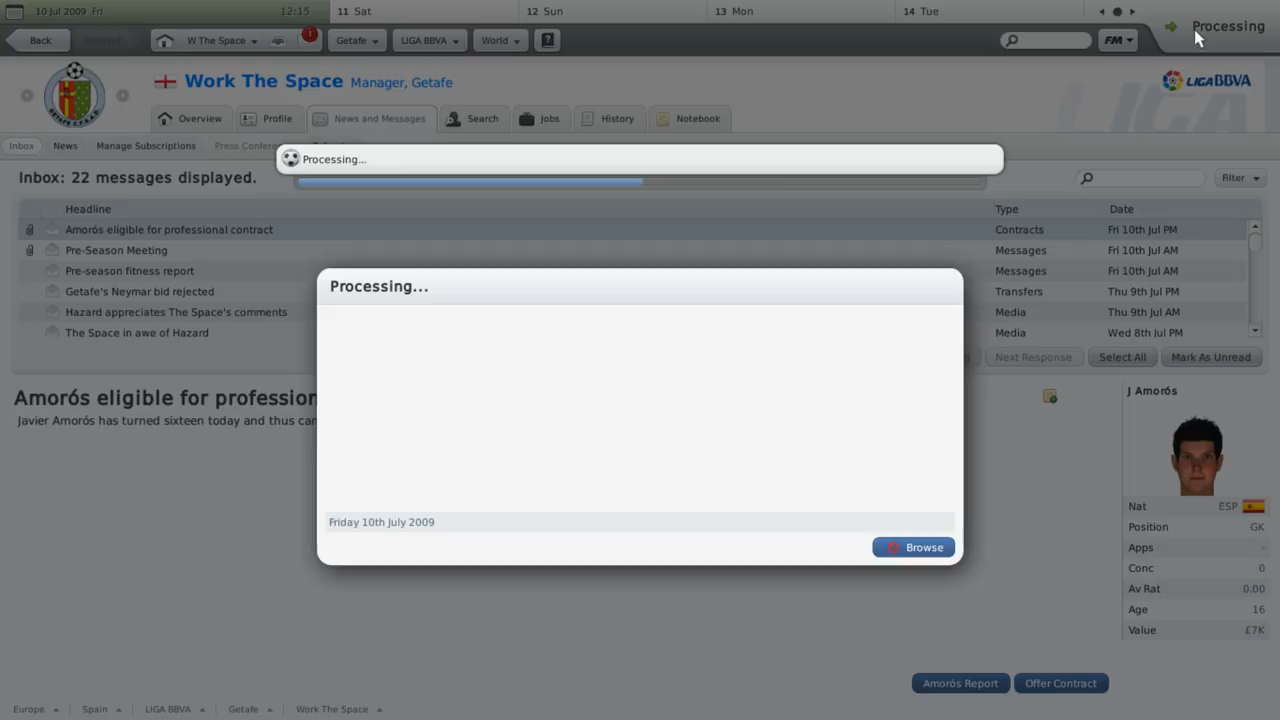 10 Jul 2009 Fri 12:15 11 Sat 12 Sun 13 Mon 14 Tue
Processing
Back W The Space Getafe LIGA BBVA World ? FM
Work The Space Manager, Getafe
LIGABBVA
Overview Profile News and Messages Search Jobs History Notebook
Inbox News Manage Subscriptions Press
Processing...
Inbox: 22 messages displayed. Filter
Headline Type Date
Amorós eligible for professional contract Contracts Fri 10th Jul PM
Pre-Season Meeting Messages Fri 10th Jul AM
Pre-season fitness report Messages Fri 10th Jul AM
Getafe's Neymar bid rejected Transfers Thu 9th Jul PM
Hazard appreciates The Space's comments Media Thu 9th Jul AM
The Space in awe of Hazard Media Wed 8th Jul PM
Next Response Select All Mark As Unread
Processing...
Amorós eligible for profession
Javier Amorós has turned sixteen today and thus ca
Friday 10th July 2009
Browse
J Amorós
Nat ESP
Position GK
Apps -
Conc 0
Av Rat 0.00
Age 16
Value £7K
Amorós Report Offer Contract
Europe Spain LIGA BBVA Getafe Work The Space